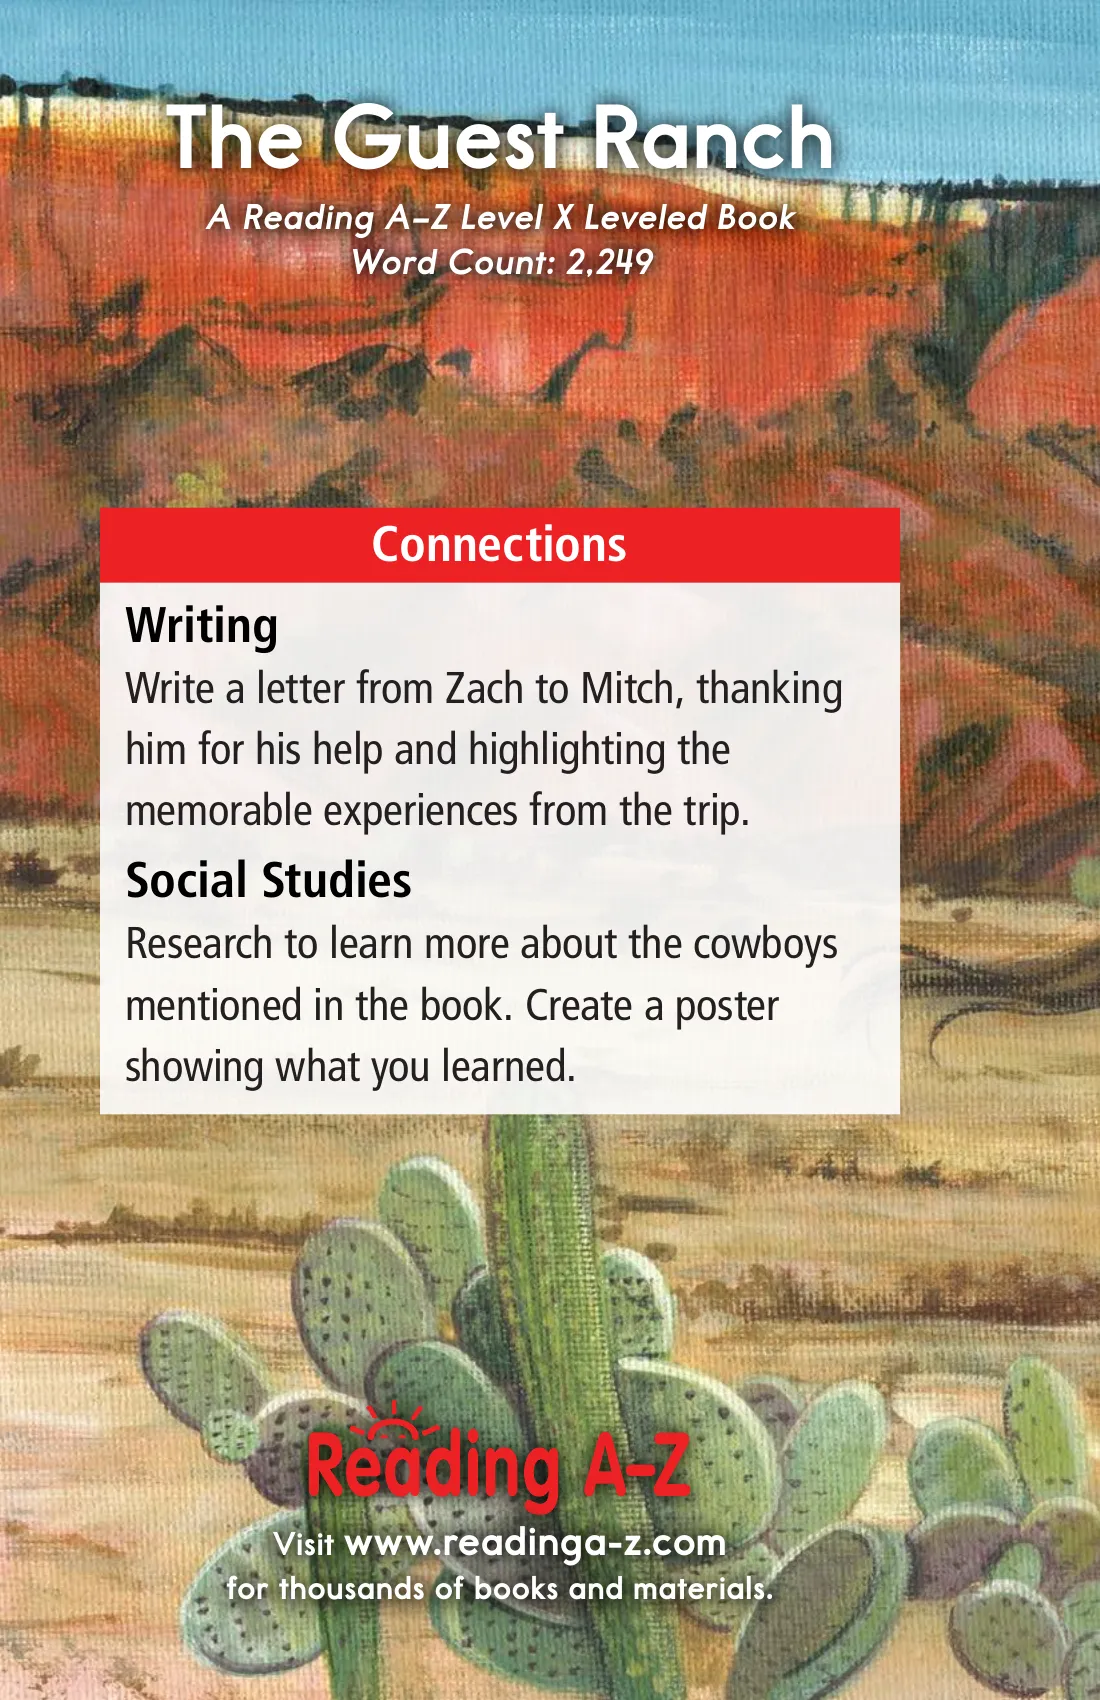 The Guest Ranch
A Reading A–Z Level X Leveled Book
Word Count: 2,249
Connections
Writing
Write a letter from Zach to Mitch, thanking
him for his help and highlighting the
memorable experiences from the trip.
Social Studies
Research to learn more about the cowboys
mentioned in the book. Create a poster
showing what you learned.
Reading A-Z
Visit www.readinga-z.com
for thousands of books and materials.